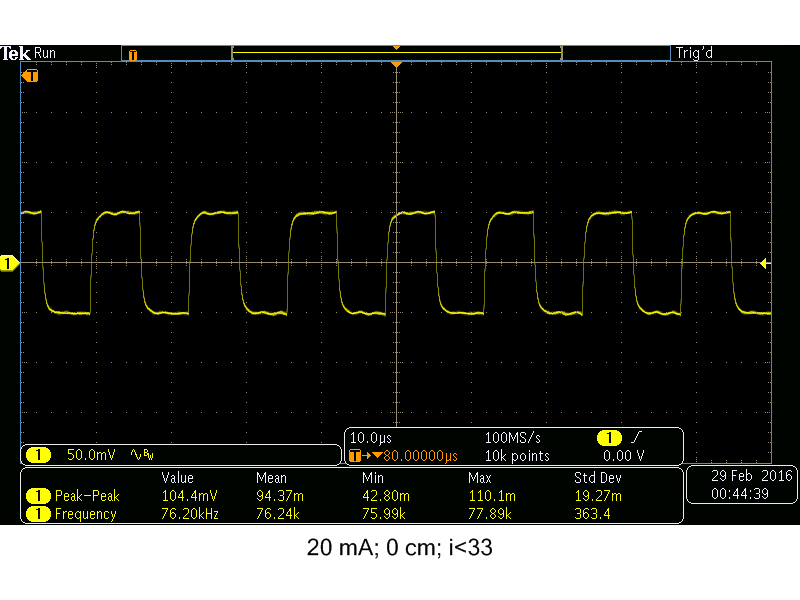 Tek Run Trig'd
T
T
1
10.0µs 100MS/s 1
1 50.0mV BW T 80.00000µs 10k points 0.00 V
Value Mean Min Max Std Dev
1 Peak-Peak 104.4mV 94.37m 42.80m 110.1m 19.27m
1 Frequency 76.20kHz 76.24k 75.99k 77.89k 363.4
29 Feb 2016
00:44:39
20 mA; 0 cm; i<33